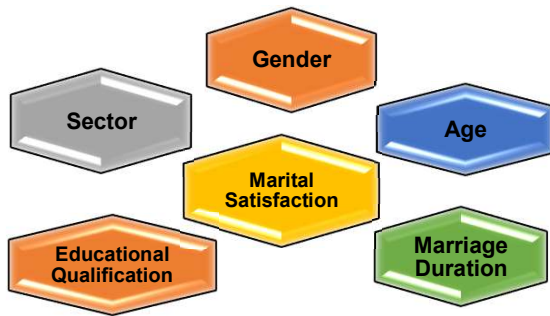 Gender
Sector
Age
Marital
Satisfaction
Educational
Qualification
Marriage
Duration